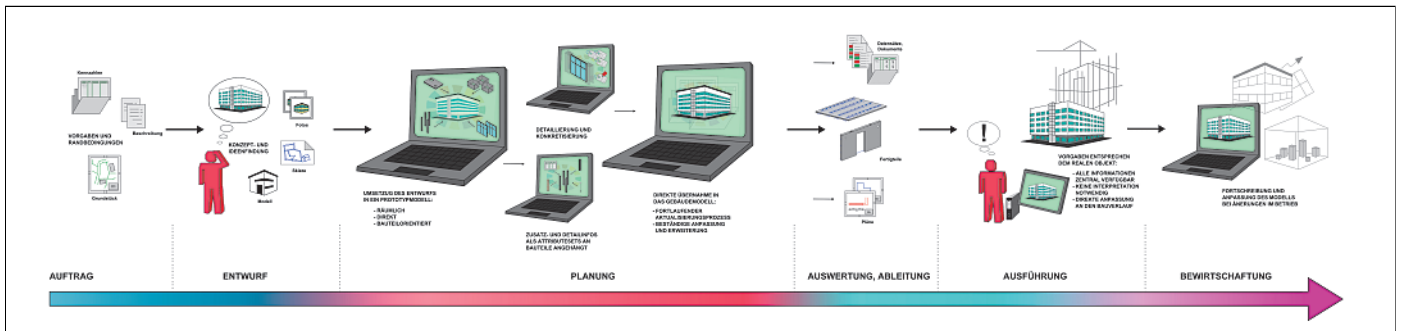 Kennzahlen
Beschreibung
VORGABEN UND
RANDBEDINGUNGEN
Grundstück
KONZEPT- UND
IDEENFINDUNG
Fotos
Skizze
Modell
UMSETZUG DES ENTWURFS
IN EIN PROTOTYPMODELL:
- RÄUMLICH
- DIREKT
- BAUTEILORIENTIERT
DETAILLIERUNG UND
KONKRETISIERUNG
ZUSATZ- UND DETAILINFOS
ALS ATTRIBUTESETS AN
BAUTEILE ANGEHÄNGT
DIREKTE ÜBERNAHME IN
DAS GEBÄUDEMODELL:
- FORTLAUFENDER
AKTUALISIERUNGSPROZESS
- BESTÄNDIGE ANPASSUNG
UND ERWEITERUNG
Datensätze,
Dokumente
Fertigteile
Pläne
!
VORGABEN ENTSPRECHEN
DEM REALEN OBJEKT:
- ALLE INFORMATIONEN
ZENTRAL VERFÜGBAR
- KEINE INTERPRETATION
NOTWENDIG
- DIREKTE ANPASSUNG
AN DEN BAUVERLAUF
FORTSCHREIBUNG UND
ANPASSUNG DES MODELLS
BEI ÄNERUNGEN IM BETRIEB
AUFTRAG
ENTWURF
PLANUNG
AUSWERTUNG, ABLEITUNG
AUSFÜHRUNG
BEWIRTSCHAFTUNG